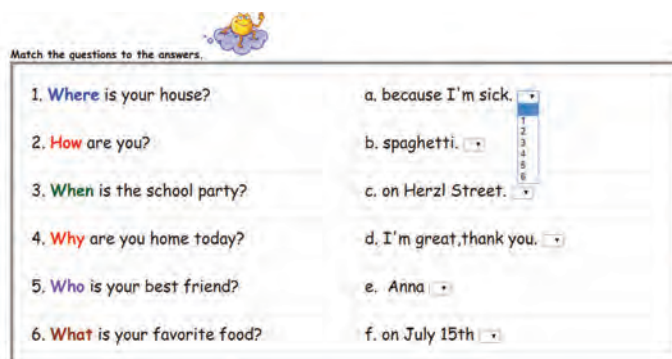 Match the questions to the answers.
1. Where is your house? a. because I'm sick.
1
2
2. How are you? b. spaghetti. 3
4
5
6
3. When is the school party? c. on Herzl Street.
4. Why are you home today? d. I'm great,thank you.
5. Who is your best friend? e. Anna
6. What is your favorite food? f. on July 15th